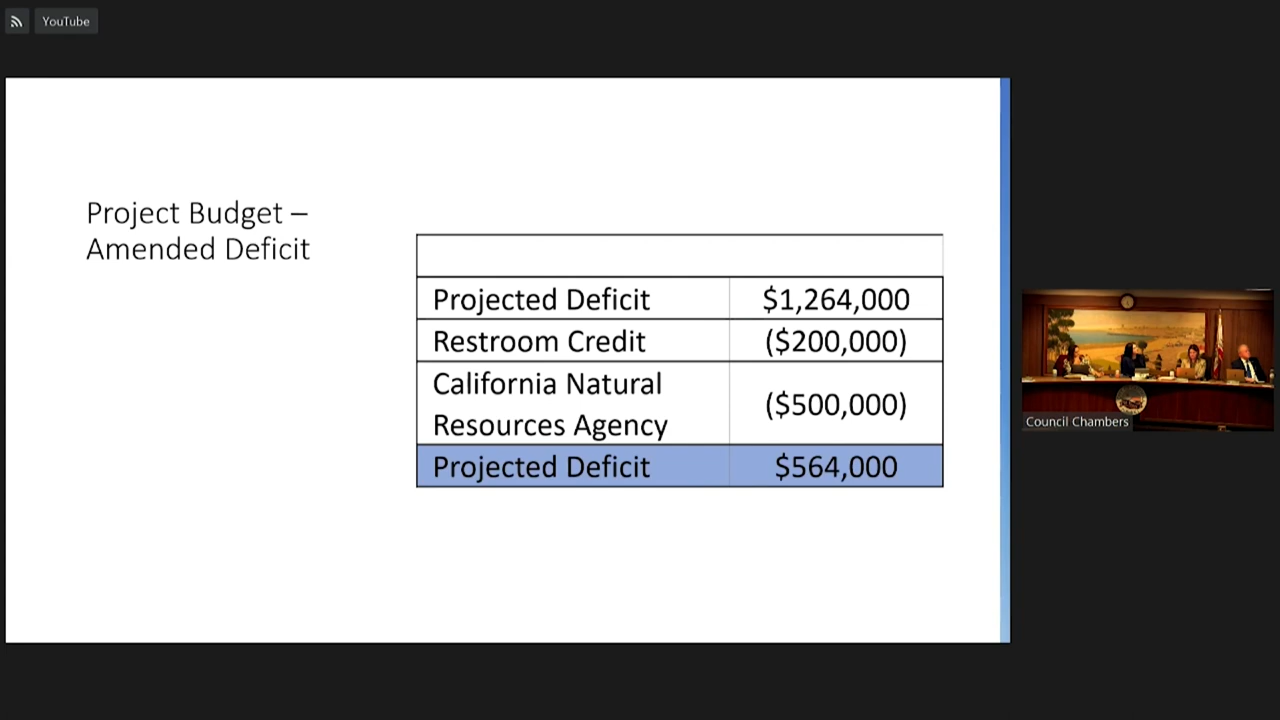 YouTube
Project Budget –
Amended Deficit
Projected Deficit $1,264,000
Restroom Credit ($200,000)
California Natural
Resources Agency ($500,000)
Projected Deficit $564,000
Council Chambers